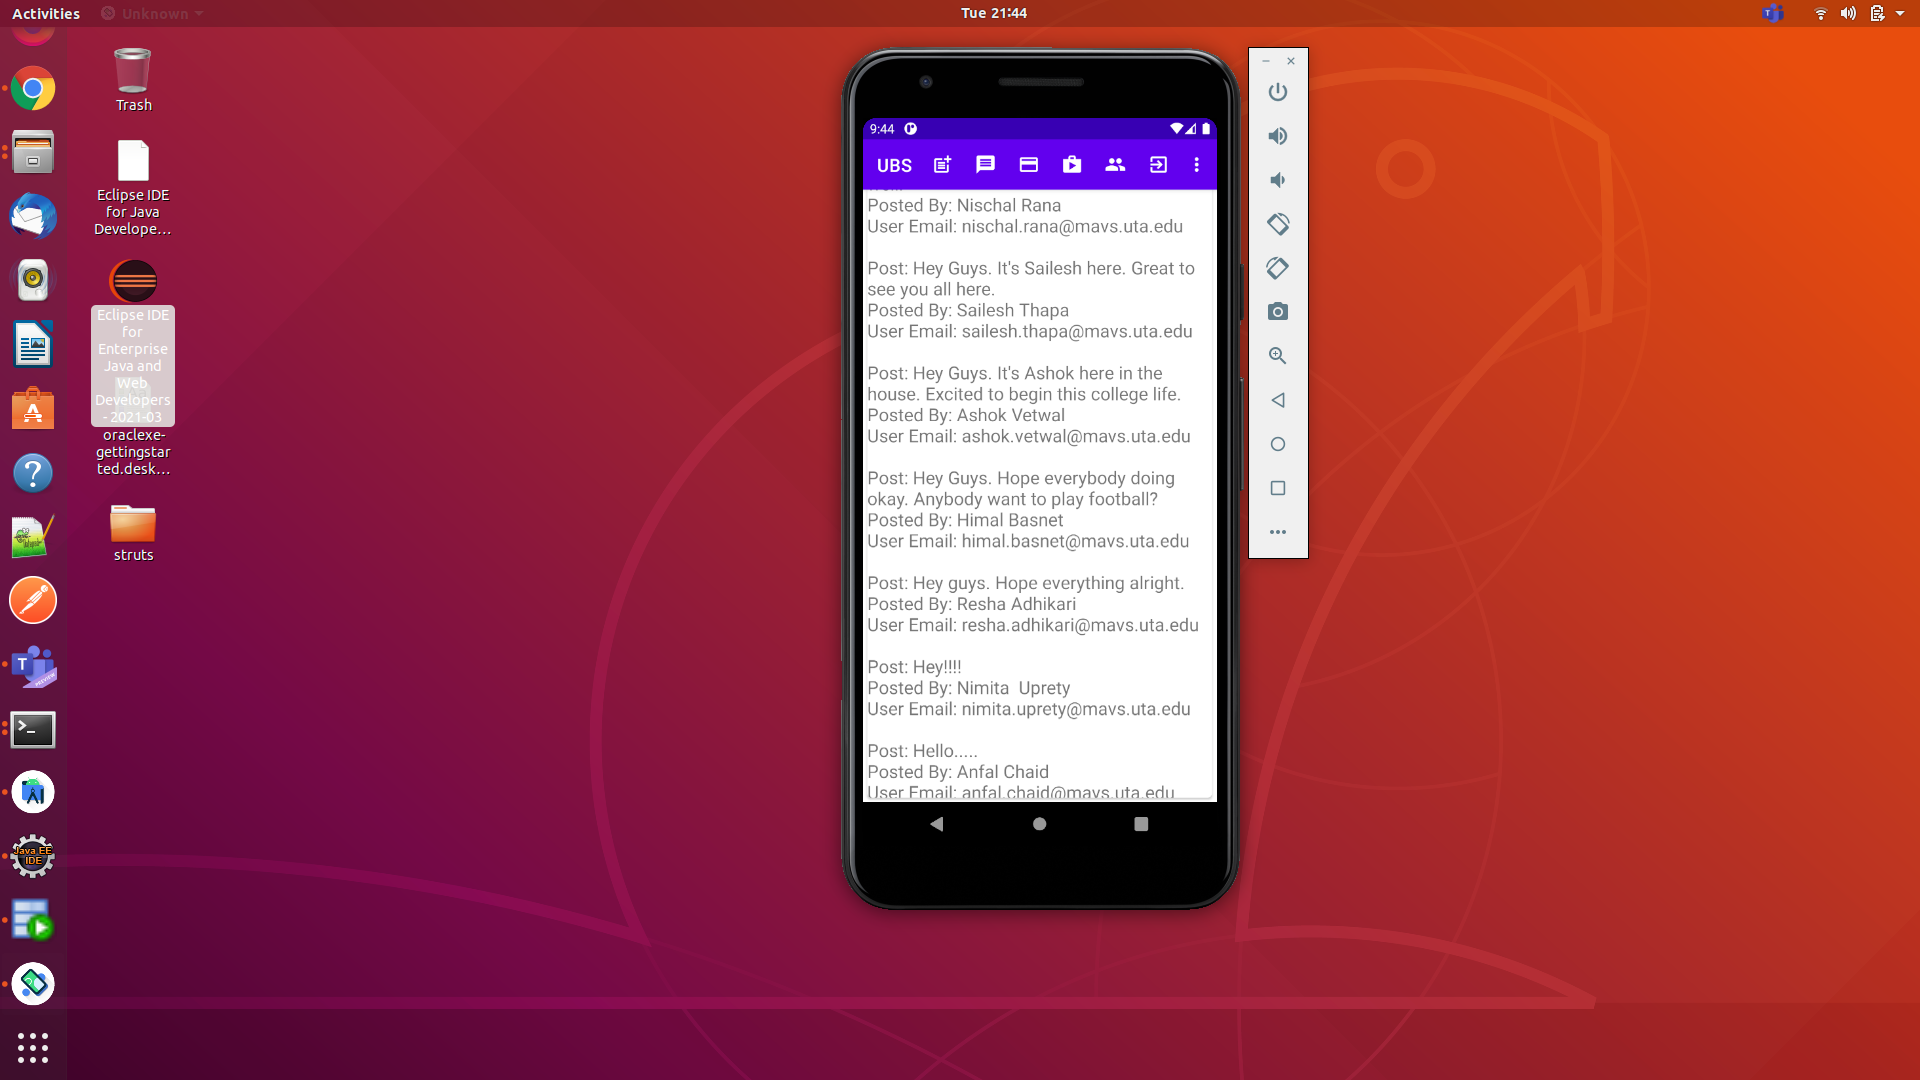 Activities
Unknown
Tue 21:44
Trash
Eclipse IDE
for Java
Develope...
Eclipse IDE
for
Enterprise
Java and
Web
Developers
- 2021-03
oraclexe-
gettingstar
ted.desk...
struts
Java EE
IDE
9:44
UBS
Posted By: Nischal Rana
User Email: nischal.rana@mavs.uta.edu
Post: Hey Guys. It's Sailesh here. Great to
see you all here.
Posted By: Sailesh Thapa
User Email: sailesh.thapa@mavs.uta.edu
Post: Hey Guys. It's Ashok here in the
house. Excited to begin this college life.
Posted By: Ashok Vetwal
User Email: ashok.vetwal@mavs.uta.edu
Post: Hey Guys. Hope everybody doing
okay. Anybody want to play football?
Posted By: Himal Basnet
User Email: himal.basnet@mavs.uta.edu
Post: Hey guys. Hope everything alright.
Posted By: Resha Adhikari
User Email: resha.adhikari@mavs.uta.edu
Post: Hey!!!!
Posted By: Nimita  Uprety
User Email: nimita.uprety@mavs.uta.edu
Post: Hello.....
Posted By: Anfal Chaid
User Email: anfal.chaid@mavs.uta.edu